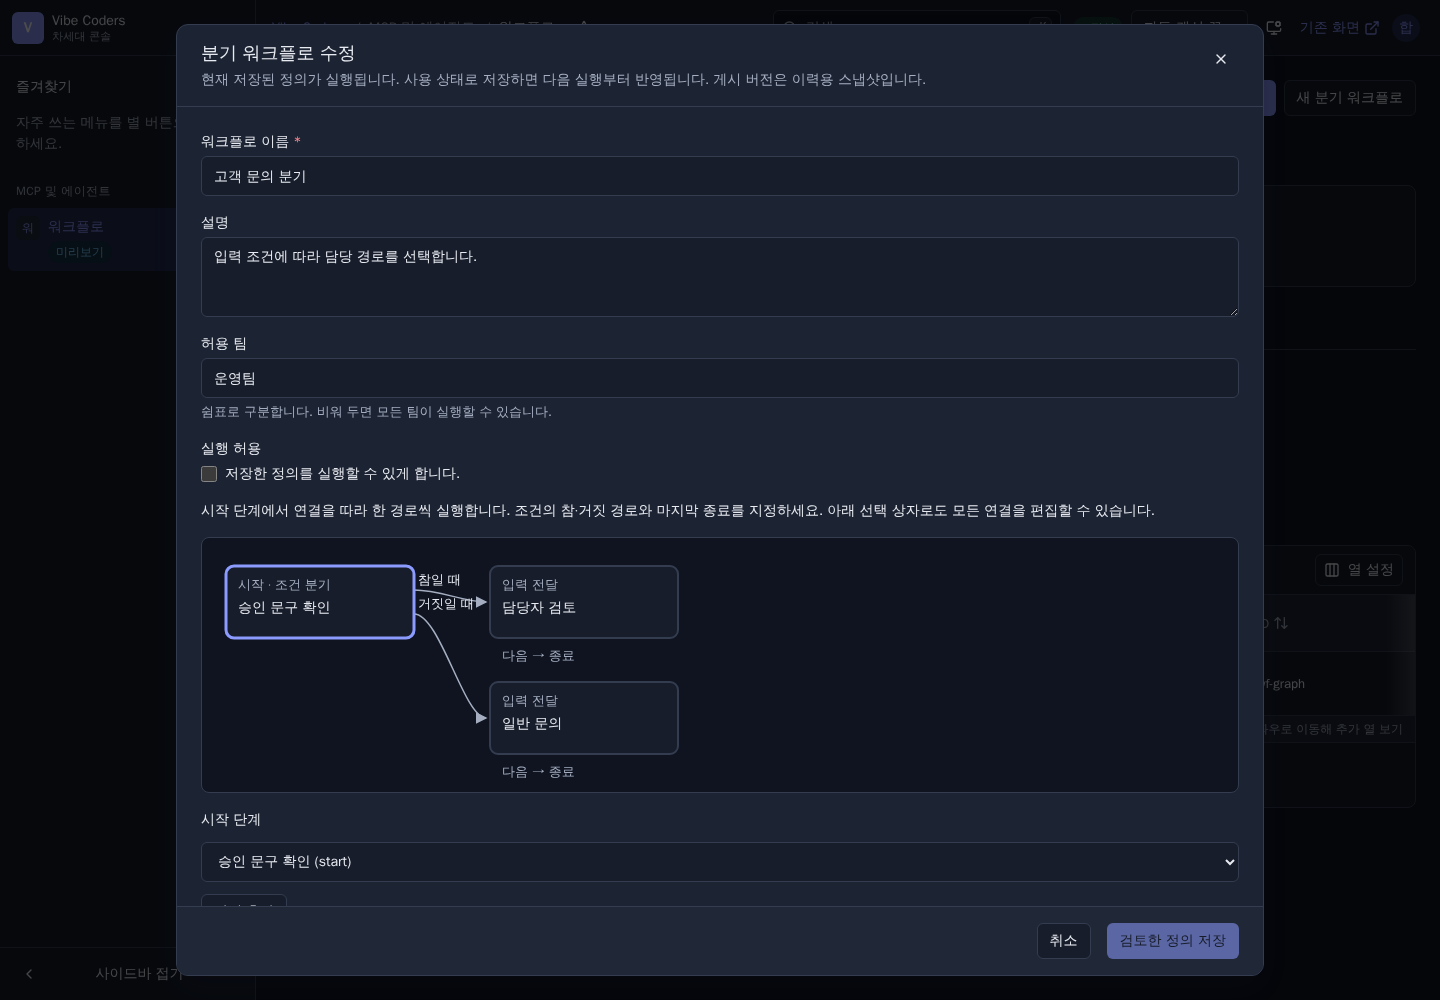 V
Vibe Coders
차세대 콘솔
기존 화면
합
즐겨찾기
자주 쓰는 메뉴를 별 버튼
하세요.
MCP 및 에이전트
워
워크플로
미리보기
사이드바 접기
새 분기 워크플로
열 설정
vf-graph
이동해 추가 열 보기
분기 워크플로 수정
현재 저장된 정의가 실행됩니다. 사용 상태로 저장하면 다음 실행부터 반영됩니다. 게시 버전은 이력용 스냅샷입니다.
워크플로 이름 *
고객 문의 분기
설명
입력 조건에 따라 담당 경로를 선택합니다.
허용 팀
운영팀
쉼표로 구분합니다. 비워 두면 모든 팀이 실행할 수 있습니다.
실행 허용
저장한 정의를 실행할 수 있게 합니다.
시작 단계에서 연결을 따라 한 경로씩 실행합니다. 조건의 참·거짓 경로와 마지막 종료를 지정하세요. 아래 선택 상자로도 모든 연결을 편집할 수 있습니다.
시작 · 조건 분기
승인 문구 확인
참일 때
거짓일 때
입력 전달
담당자 검토
다음 → 종료
입력 전달
일반 문의
다음 → 종료
시작 단계
승인 문구 확인 (start)
취소
검토한 정의 저장